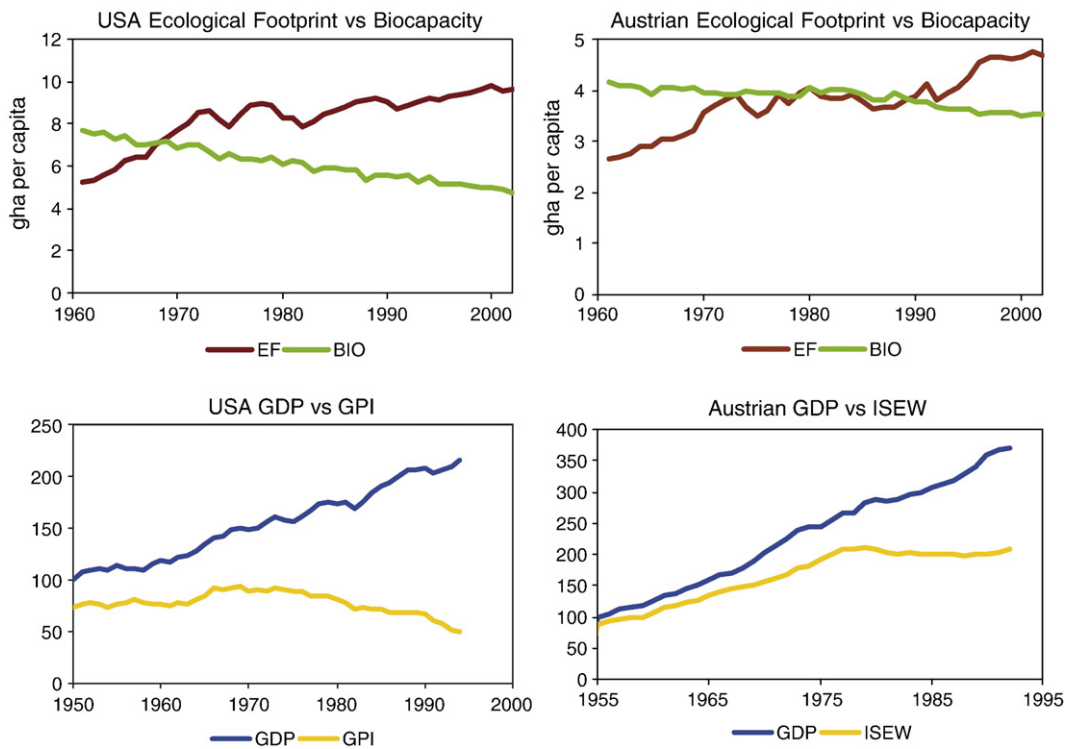 USA Ecological Footprint vs Biocapacity
12
10
8
6
4
2
0
gha per capita
1960 1970 1980 1990 2000
EF BIO
Austrian Ecological Footprint vs Biocapacity
5
4
3
2
1
0
gha per capita
1960 1970 1980 1990 2000
EF BIO
USA GDP vs GPI
250
200
150
100
50
0
1950 1960 1970 1980 1990 2000
GDP GPI
Austrian GDP vs ISEW
400
350
300
250
200
150
100
50
0
1955 1965 1975 1985 1995
GDP ISEW